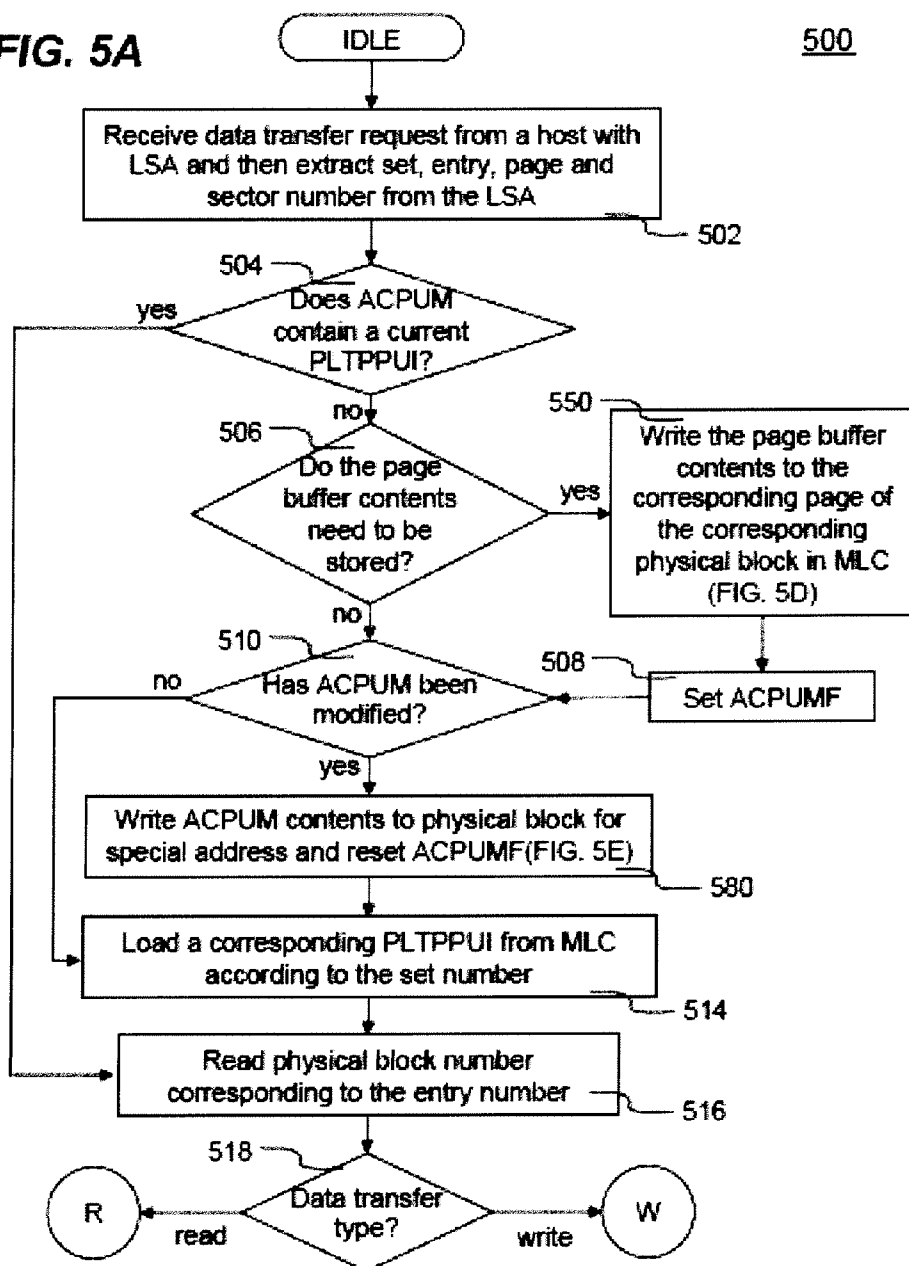 FIG. 5A
IDLE
500
Receive data transfer request from a host with
LSA and then extract set, entry, page and
sector number from the LSA
502
504
Does ACPUM
contain a current
PLTPPUI?
yes
no
506
Do the page
buffer contents
need to be
stored?
yes
no
550
Write the page buffer
contents to the
corresponding page of
the corresponding
physical block in MLC
(FIG. 5D)
508
Set ACPUMF
510
Has ACPUM been
modified?
no
yes
Write ACPUM contents to physical block for
special address and reset ACPUMF(FIG. 5E)
580
Load a corresponding PLTPPUI from MLC
according to the set number
514
Read physical block number
corresponding to the entry number
516
518
Data transfer
type?
R
read
write
W